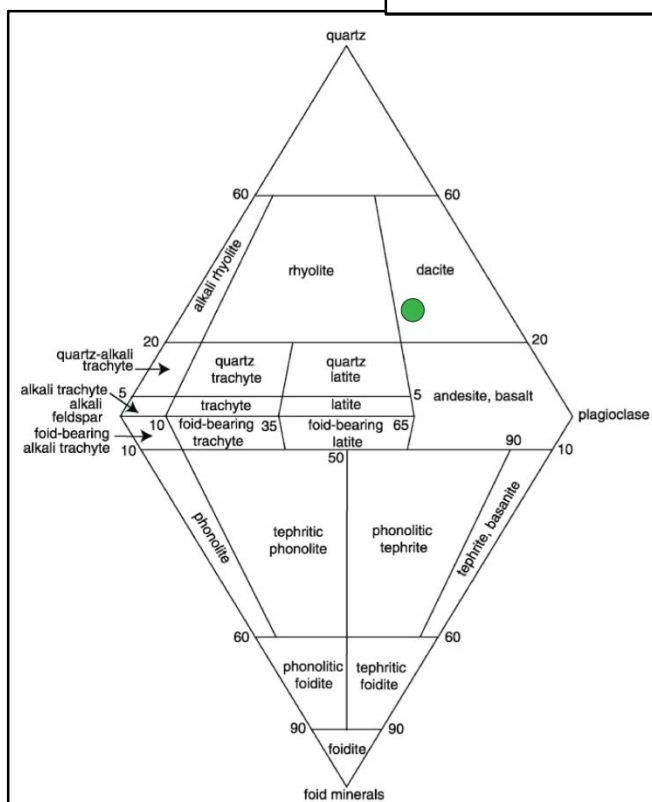 quartz
60
60
alkali rhyolite
rhyolite
dacite
20
20
quartz-alkali
trachyte
quartz
trachyte
quartz
latite
5
5
andesite, basalt
alkali trachyte
trachyte
latite
alkali
feldspar
plagioclase
10
foid-bearing
trachyte
35
foid-bearing
latite
65
foid-bearing
alkali trachyte
10
50
90
10
phonolite
tephritic
phonolite
phonolitic
tephrite
tephrite, basanite
60
60
phonolitic
foidite
tephritic
foidite
90
90
foidite
foid minerals